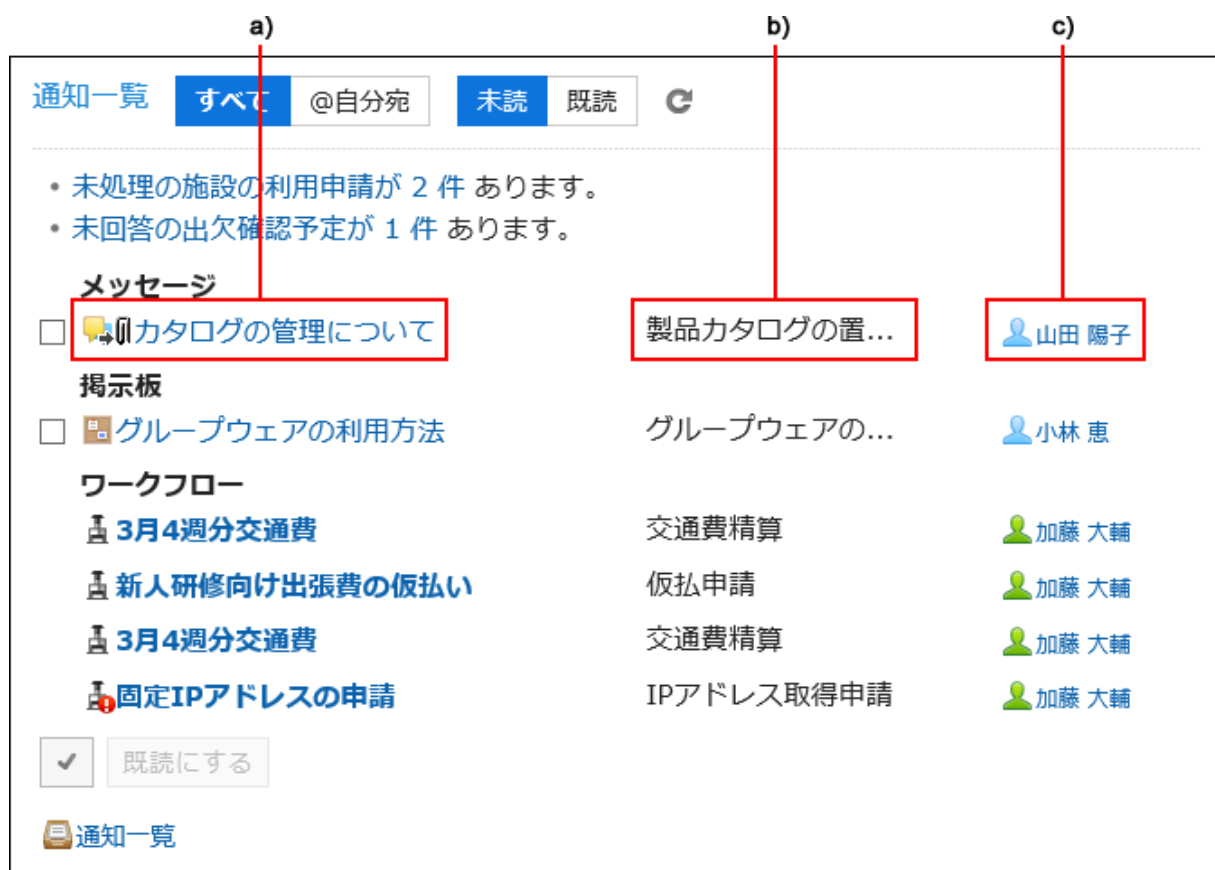 a) b) c)
通知一覧 すべて @自分宛 未読 既読
・未処理の施設の利用申請が 2 件 あります。
・未回答の出欠確認予定が 1 件 あります。
メッセージ
カタログの管理について 製品カタログの置... 山田 陽子
掲示板
グループウェアの利用方法 グループウェアの... 小林 恵
ワークフロー
3月4週分交通費 交通費精算 加藤 大輔
新人研修向け出張費の仮払い 仮払申請 加藤 大輔
3月4週分交通費 交通費精算 加藤 大輔
固定IPアドレスの申請 IPアドレス取得申請 加藤 大輔
既読にする
通知一覧